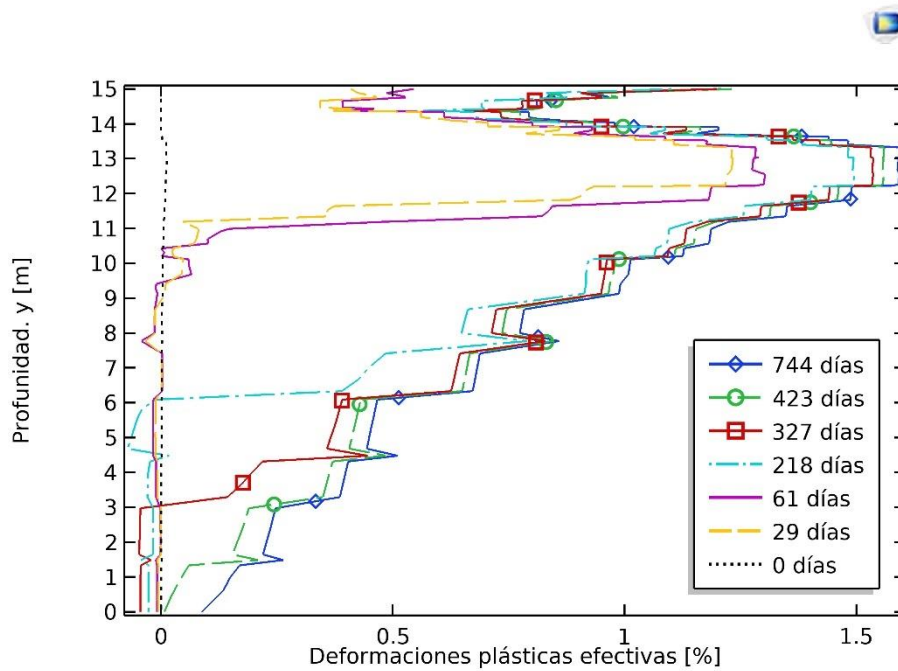 15
14
13
12
11
10
9
8
7
6
5
4
3
2
1
0
Profunidad. y [m]
0
0.5
1
1.5
Deformaciones plásticas efectivas [%]
744 días
423 días
327 días
218 días
61 días
29 días
0 días